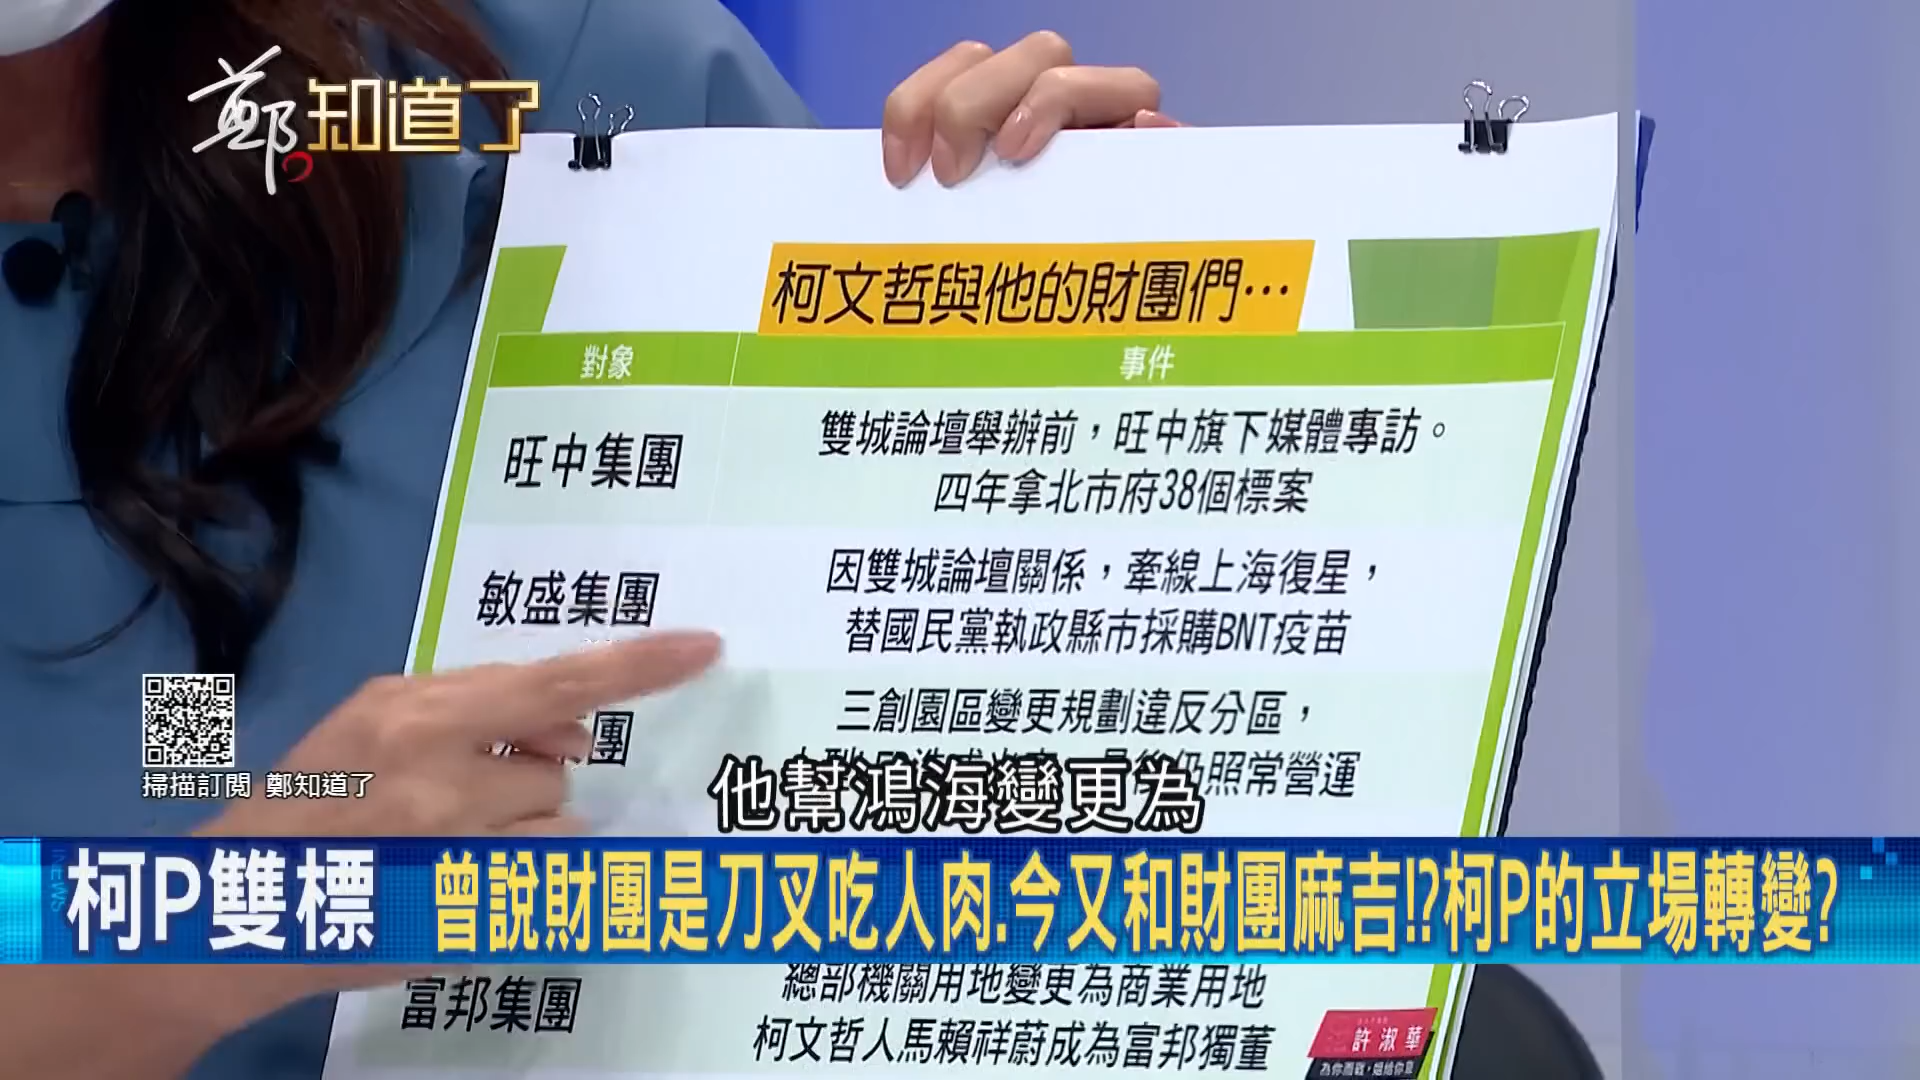 鄭知道了
柯文哲與他的財團們…
對象
事件
旺中集團
雙城論壇舉辦前，旺中旗下媒體專訪。
四年拿北市府38個標案
敏盛集團
因雙城論壇關係，牽線上海復星，
替國民黨執政縣市採購BNT疫苗
團
三創園區變更規劃違反分區，
照常營運
掃描訂閱 鄭知道了
他幫鴻海變更為
NEWS
柯P雙標
曾說財團是刀叉吃人肉.今又和財團麻吉!?柯P的立場轉變?
富邦集團
總部機關用地變更為商業用地
柯文哲人馬賴祥蔚成為富邦獨董
許淑華